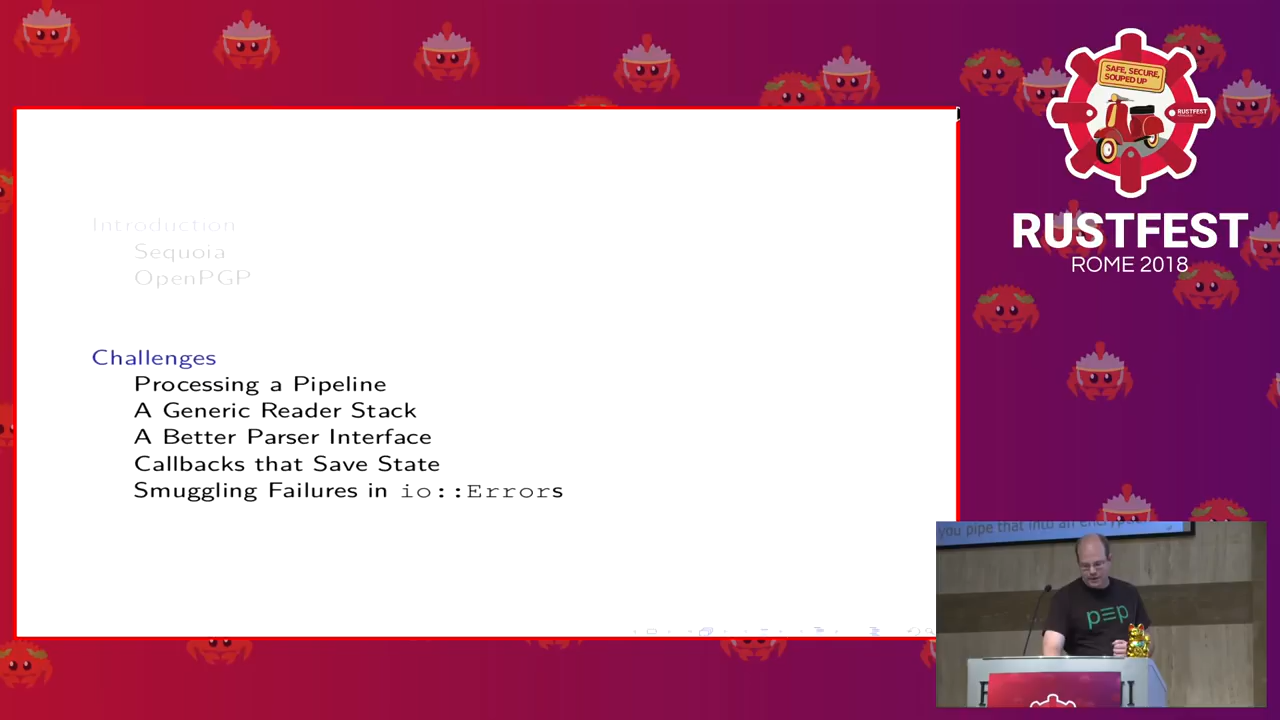 Introduction
Sequoia
OpenPGP
Challenges
Processing a Pipeline
A Generic Reader Stack
A Better Parser Interface
Callbacks that Save State
Smuggling Failures in io::Errors
SAFE, SECURE,
SOUPED UP
RUSTFEST
RUSTFEST
ROME 2018
you pipe that into an
p≡p